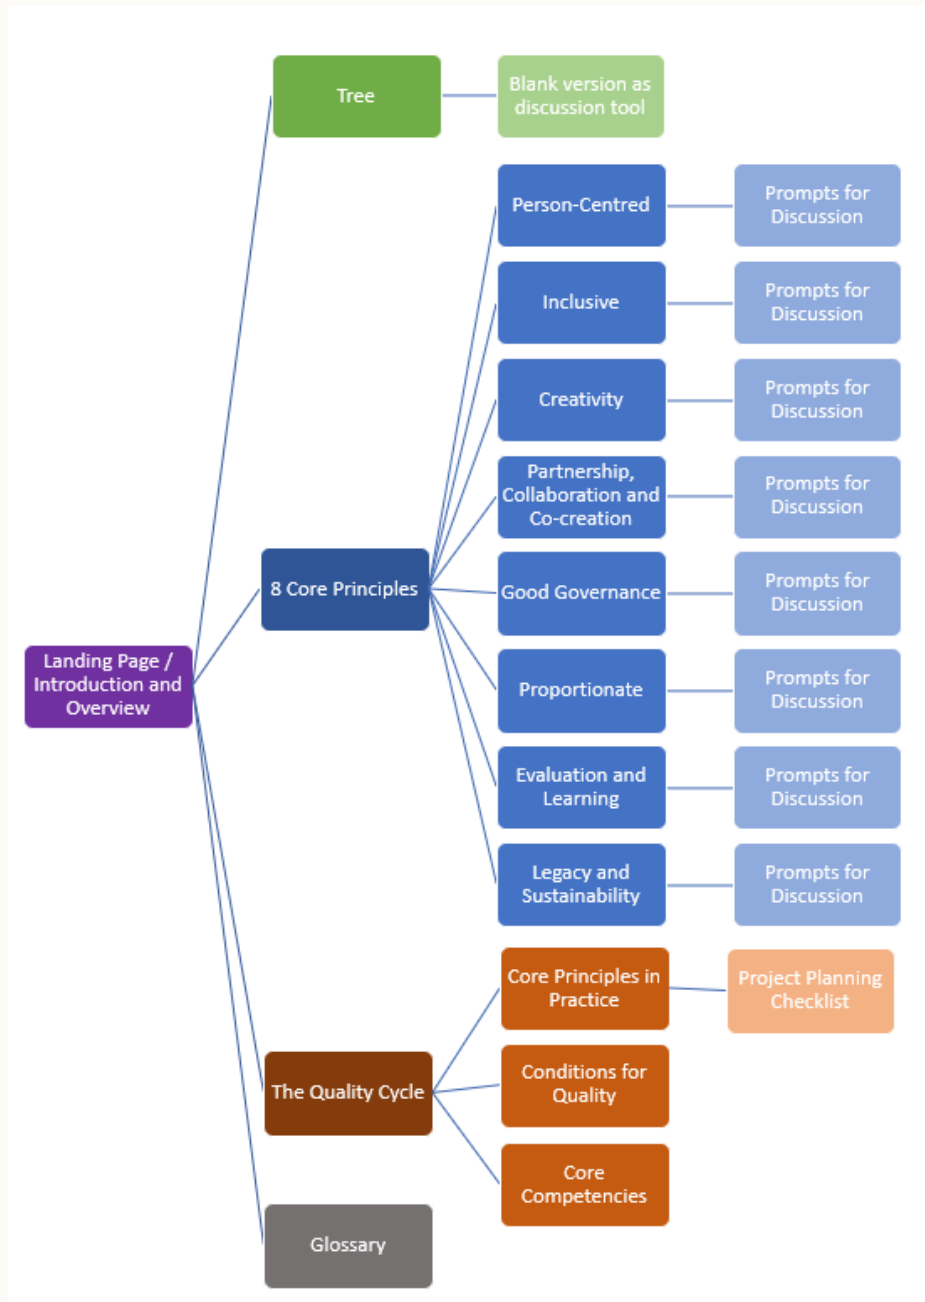 Tree
Blank version as
discussion tool
Person-Centred
Prompts for
Discussion
Inclusive
Prompts for
Discussion
Creativity
Prompts for
Discussion
Partnership,
Collaboration and
Co-creation
Prompts for
Discussion
8 Core Principles
Good Governance
Prompts for
Discussion
Landing Page /
Introduction and
Overview
Proportionate
Prompts for
Discussion
Evaluation and
Learning
Prompts for
Discussion
Legacy and
Sustainability
Prompts for
Discussion
The Quality Cycle
Core Principles in
Practice
Project Planning
Checklist
Conditions for
Quality
Core
Competencies
Glossary